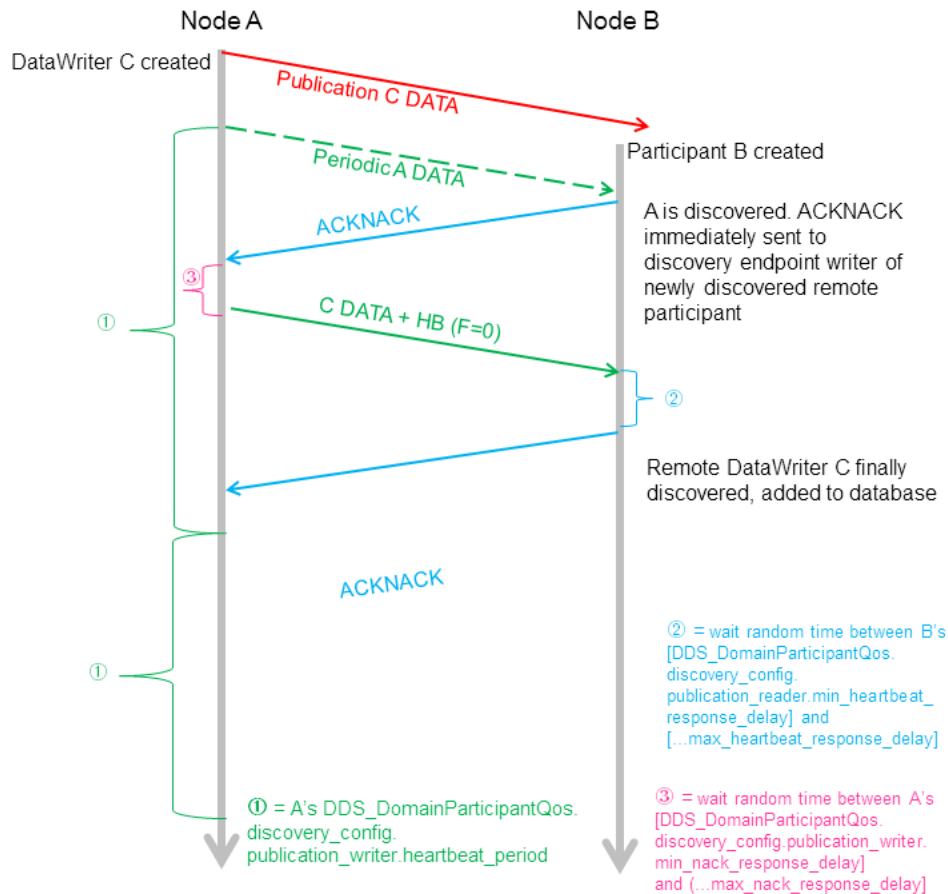 Node A
Node B
DataWriter C created
Publication C DATA
Participant B created
Periodic A DATA
ACKNACK
A is discovered. ACKNACK
immediately sent to
discovery endpoint writer of
newly discovered remote
participant
③
①
C DATA + HB (F=0)
②
Remote DataWriter C finally
discovered, added to database
ACKNACK
①
② = wait random time between B's
[DDS_DomainParticipantQos.
discovery_config.
publication_reader.min_heartbeat_
response_delay] and
[...max_heartbeat_response_delay]
① = A's DDS_DomainParticipantQos.
discovery_config.
publication_writer.heartbeat_period
③ = wait random time between A's
[DDS_DomainParticipantQos.
discovery_config.publication_writer.
min_nack_response_delay]
and (...max_nack_response_delay]